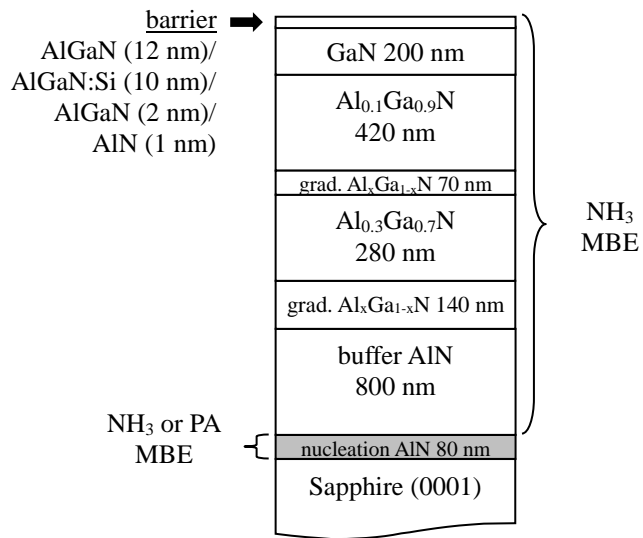 barrier
AlGaN (12 nm)/
AlGaN:Si (10 nm)/
AlGaN (2 nm)/
AlN (1 nm)
GaN 200 nm
Al₀.₁Ga₀.₉N
420 nm
grad. AlₓGa₁₋ₓN 70 nm
Al₀.₃Ga₀.₇N
280 nm
grad. AlₓGa₁₋ₓN 140 nm
buffer AlN
800 nm
NH₃
MBE
NH₃ or PA
MBE
nucleation AlN 80 nm
Sapphire (0001)